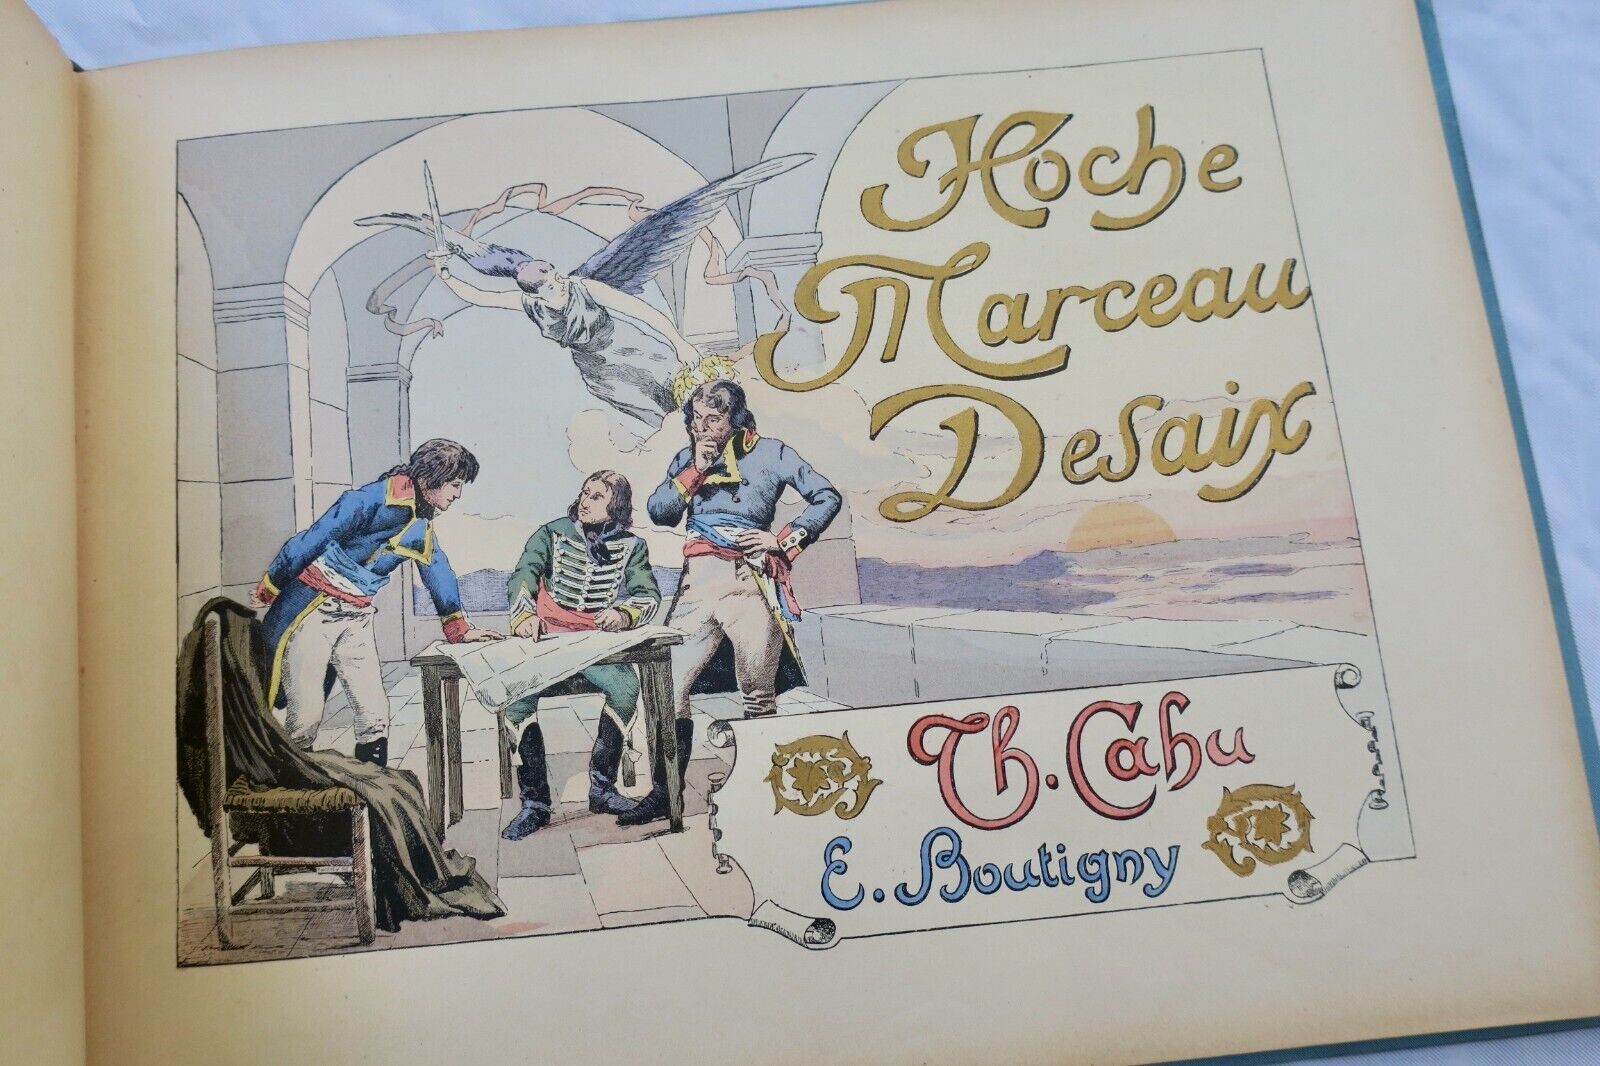 Hoche
Marceau
Desaix
Th. Cahu
E. Boutigny